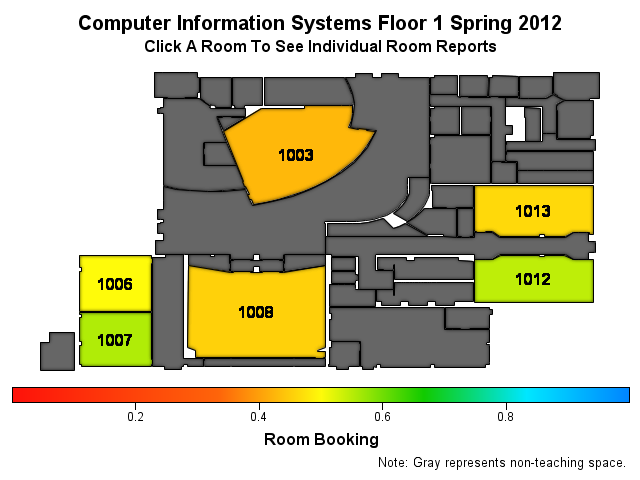 Computer Information Systems Floor 1 Spring 2012
Click A Room To See Individual Room Reports
1003
1013
1006
1012
1008
1007
0.2 0.4 0.6 0.8
Room Booking
Note: Gray represents non-teaching space.